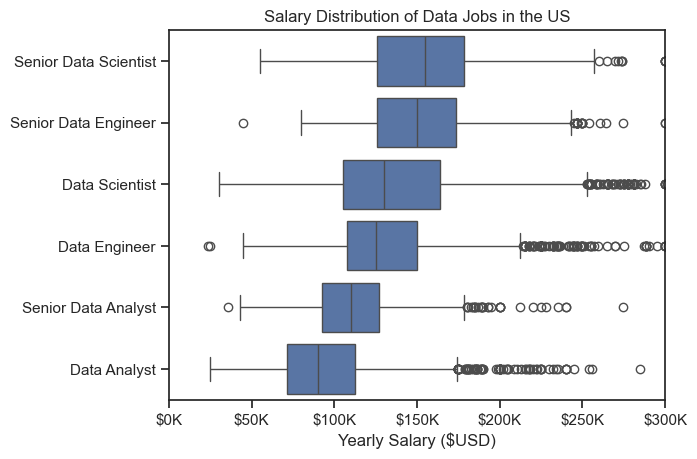 Salary Distribution of Data Jobs in the US
Senior Data Scientist
Senior Data Engineer
Data Scientist
Data Engineer
Senior Data Analyst
Data Analyst
$0K $50K $100K $150K $200K $250K $300K
Yearly Salary ($USD)